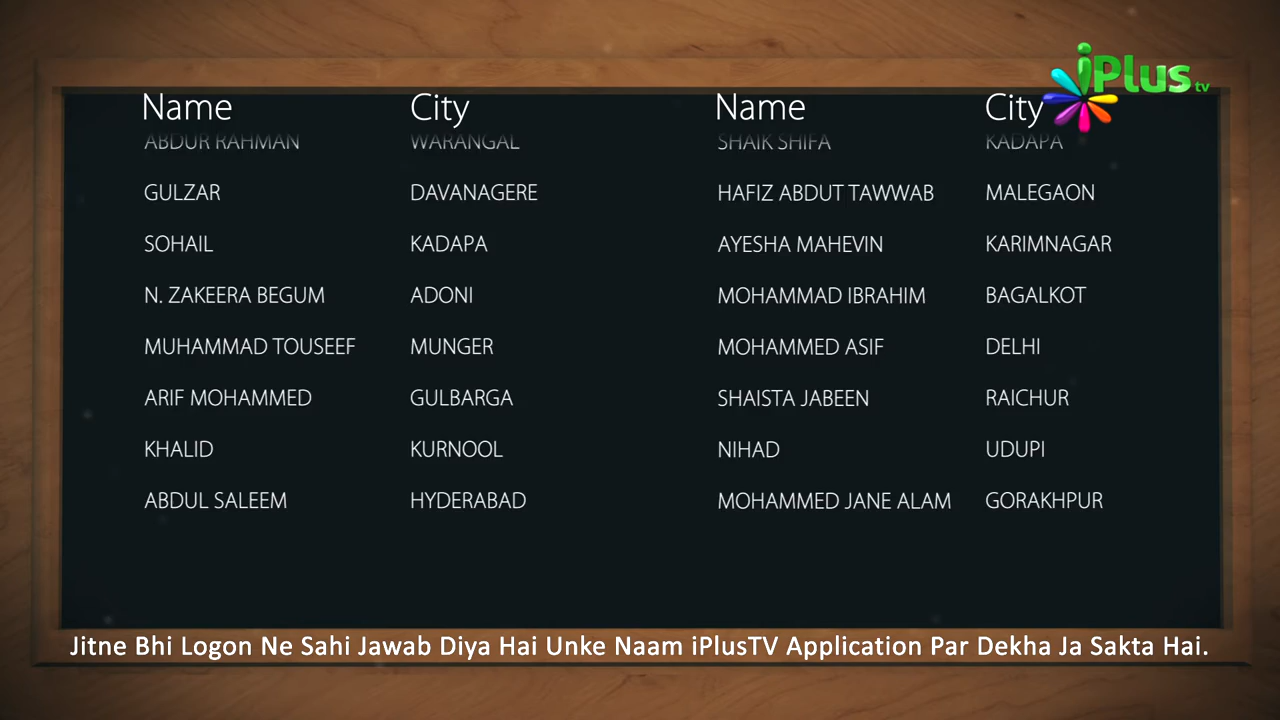 iPlus tv
Name City Name City
ABDUR RAHMAN WARANGAL SHAIK SHIFA KADAPA
GULZAR DAVANAGERE HAFIZ ABDUT TAWWAB MALEGAON
SOHAIL KADAPA AYESHA MAHEVIN KARIMNAGAR
N. ZAKEERA BEGUM ADONI MOHAMMAD IBRAHIM BAGALKOT
MUHAMMAD TOUSEEF MUNGER MOHAMMED ASIF DELHI
ARIF MOHAMMED GULBARGA SHAISTA JABEEN RAICHUR
KHALID KURNOOL NIHAD UDUPI
ABDUL SALEEM HYDERABAD MOHAMMED JANE ALAM GORAKHPUR
Jitne Bhi Logon Ne Sahi Jawab Diya Hai Unke Naam iPlusTV Application Par Dekha Ja Sakta Hai.